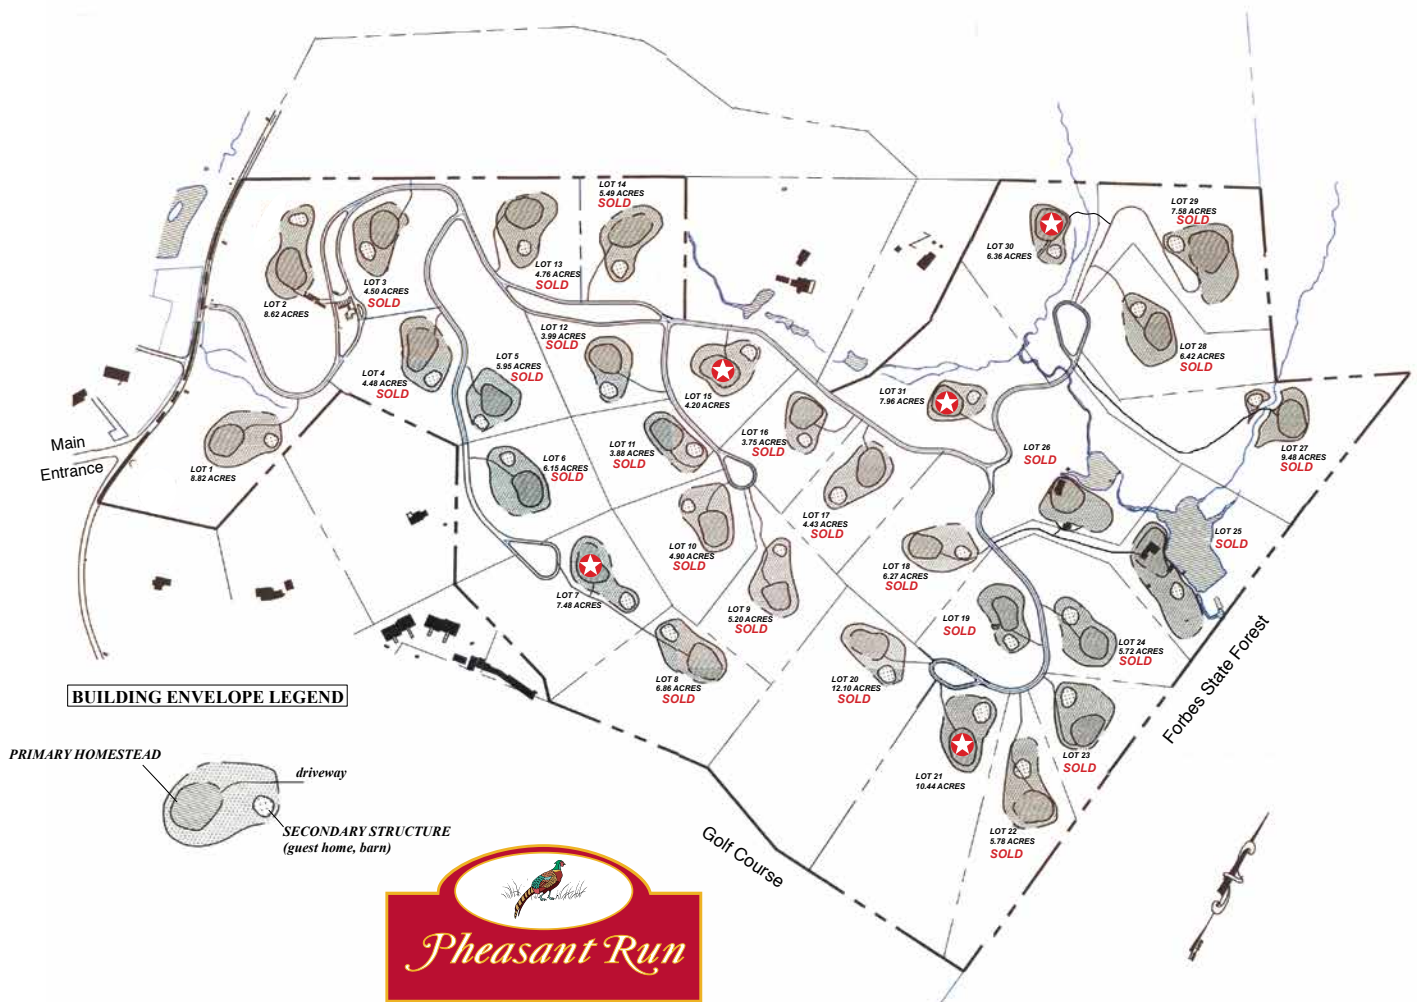 LOT 14
5.49 ACRES
SOLD
LOT 29
7.58 ACRES
SOLD
LOT 30
6.36 ACRES
LOT 13
4.76 ACRES
SOLD
LOT 3
4.50 ACRES
SOLD
LOT 2
8.62 ACRES
LOT 12
3.99 ACRES
SOLD
LOT 28
6.42 ACRES
SOLD
LOT 5
5.95 ACRES
SOLD
LOT 4
4.48 ACRES
SOLD
LOT 15
4.20 ACRES
LOT 31
7.96 ACRES
LOT 16
3.75 ACRES
SOLD
LOT 11
3.88 ACRES
SOLD
LOT 26
SOLD
LOT 27
9.48 ACRES
SOLD
Main
Entrance
LOT 1
8.82 ACRES
LOT 6
6.15 ACRES
SOLD
LOT 17
4.43 ACRES
SOLD
LOT 25
SOLD
LOT 10
4.90 ACRES
SOLD
LOT 18
6.27 ACRES
SOLD
LOT 7
7.48 ACRES
LOT 9
5.20 ACRES
SOLD
LOT 19
SOLD
LOT 24
5.72 ACRES
SOLD
LOT 8
6.86 ACRES
SOLD
LOT 20
12.10 ACRES
SOLD
Forbes State Forest
LOT 23
SOLD
LOT 21
10.44 ACRES
LOT 22
5.78 ACRES
SOLD
Golf Course
BUILDING ENVELOPE LEGEND
PRIMARY HOMESTEAD
driveway
SECONDARY STRUCTURE
(guest home, barn)
Pheasant Run